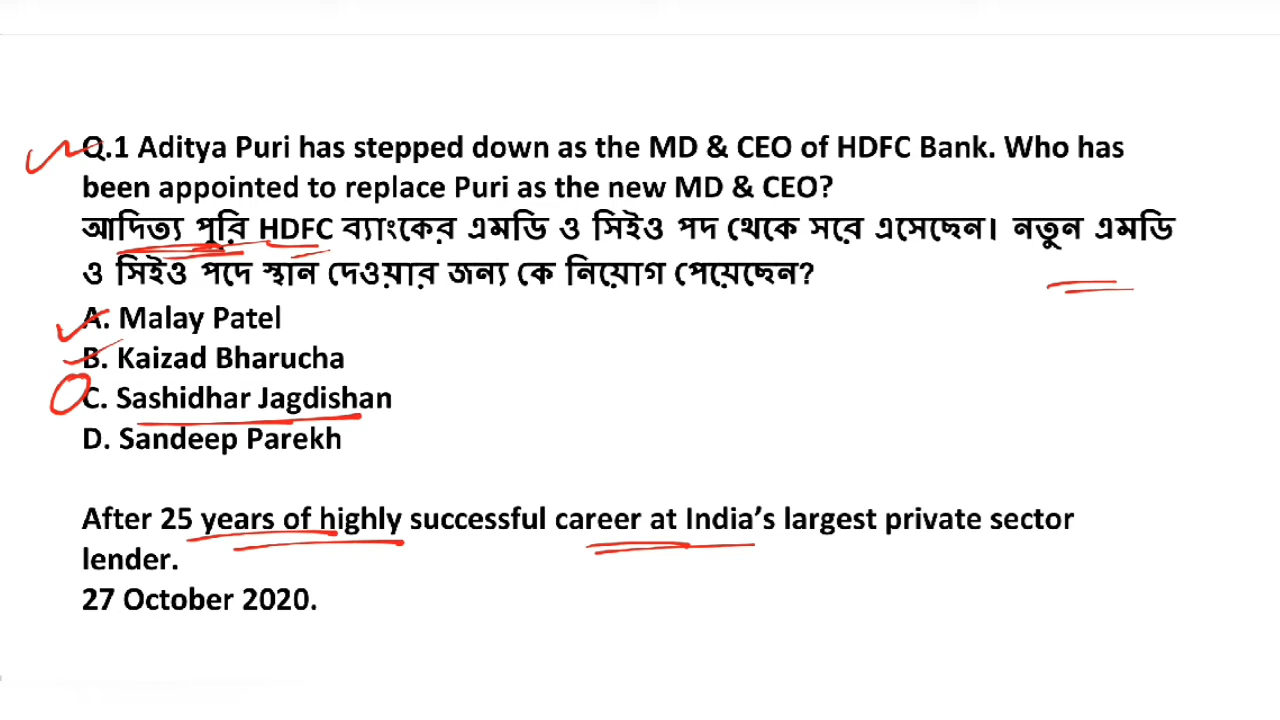 Q.1 Aditya Puri has stepped down as the MD & CEO of HDFC Bank. Who has
been appointed to replace Puri as the new MD & CEO?
আদিত্য পুরি HDFC ব্যাংকের এমডি ও সিইও পদ থেকে সরে এসেছেন। নতুন এমডি
ও সিইও পদে স্থান দেওয়ার জন্য কে নিয়োগ পেয়েছেন?
A. Malay Patel
B. Kaizad Bharucha
C. Sashidhar Jagdishan
D. Sandeep Parekh
After 25 years of highly successful career at India’s largest private sector
lender.
27 October 2020.